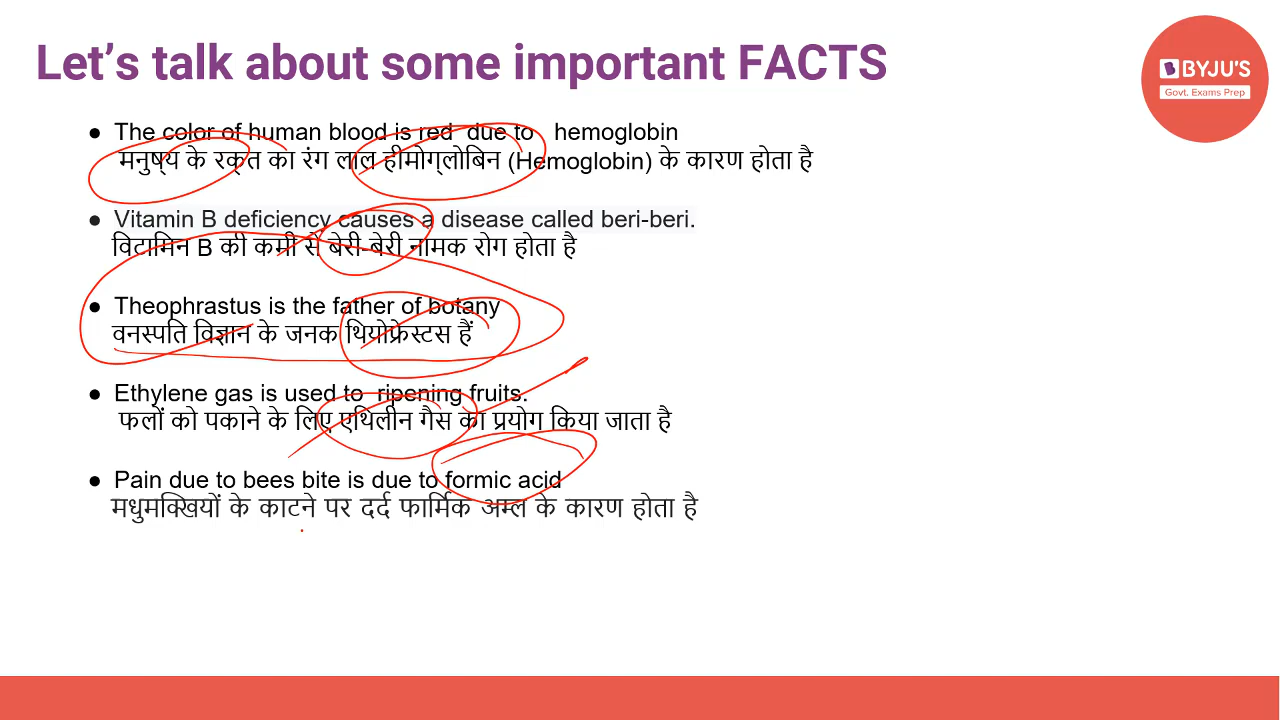 Let's talk about some important FACTS
BYJU'S
Govt. Exams Prep
● The color of human blood is red due to hemoglobin
मनुष्य के रक्त का रंग लाल हीमोग्लोबिन (Hemoglobin) के कारण होता है
● Vitamin B deficiency causes a disease called beri-beri.
विटामिन B की कमी से बेरी-बेरी नामक रोग होता है
● Theophrastus is the father of botany
वनस्पति विज्ञान के जनक थियोफ्रेस्टस हैं
● Ethylene gas is used to ripening fruits.
फलों को पकाने के लिए एथिलीन गैस का प्रयोग किया जाता है
● Pain due to bees bite is due to formic acid
मधुमक्खियों के काटने पर दर्द फार्मिक अम्ल के कारण होता है